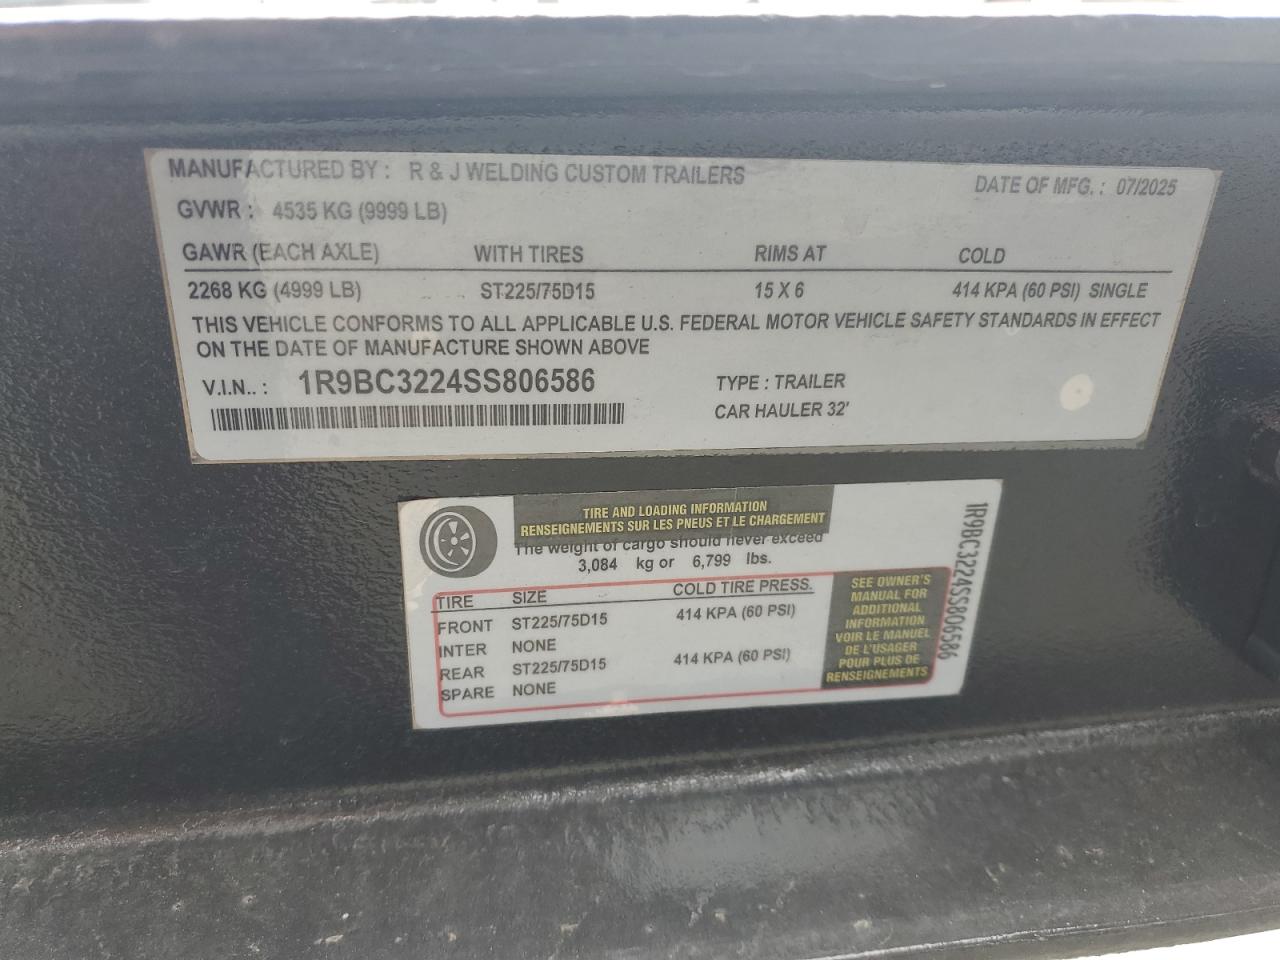 MANUFACTURED BY : R & J WELDING CUSTOM TRAILERS DATE OF MFG. : 07/2025
GVWR : 4535 KG (9999 LB)
GAWR (EACH AXLE) WITH TIRES RIMS AT COLD
2268 KG (4999 LB) ST225/75D15 15 X 6 414 KPA (60 PSI) SINGLE
THIS VEHICLE CONFORMS TO ALL APPLICABLE U.S. FEDERAL MOTOR VEHICLE SAFETY STANDARDS IN EFFECT
ON THE DATE OF MANUFACTURE SHOWN ABOVE
V.I.N.. : 1R9BC3224SS806586 TYPE : TRAILER
CAR HAULER 32'
TIRE AND LOADING INFORMATION
RENSEIGNEMENTS SUR LES PNEUS ET LE CHARGEMENT
The weight of cargo should never exceed
3,084 kg or 6,799 lbs.
TIRE SIZE COLD TIRE PRESS.
FRONT ST225/75D15 414 KPA (60 PSI)
INTER NONE
REAR ST225/75D15 414 KPA (60 PSI)
SPARE NONE
SEE OWNER'S
MANUAL FOR
ADDITIONAL
INFORMATION
VOIR LE MANUEL
DE L'USAGER
POUR PLUS DE
RENSEIGNEMENTS
1R9BC3224SS806586